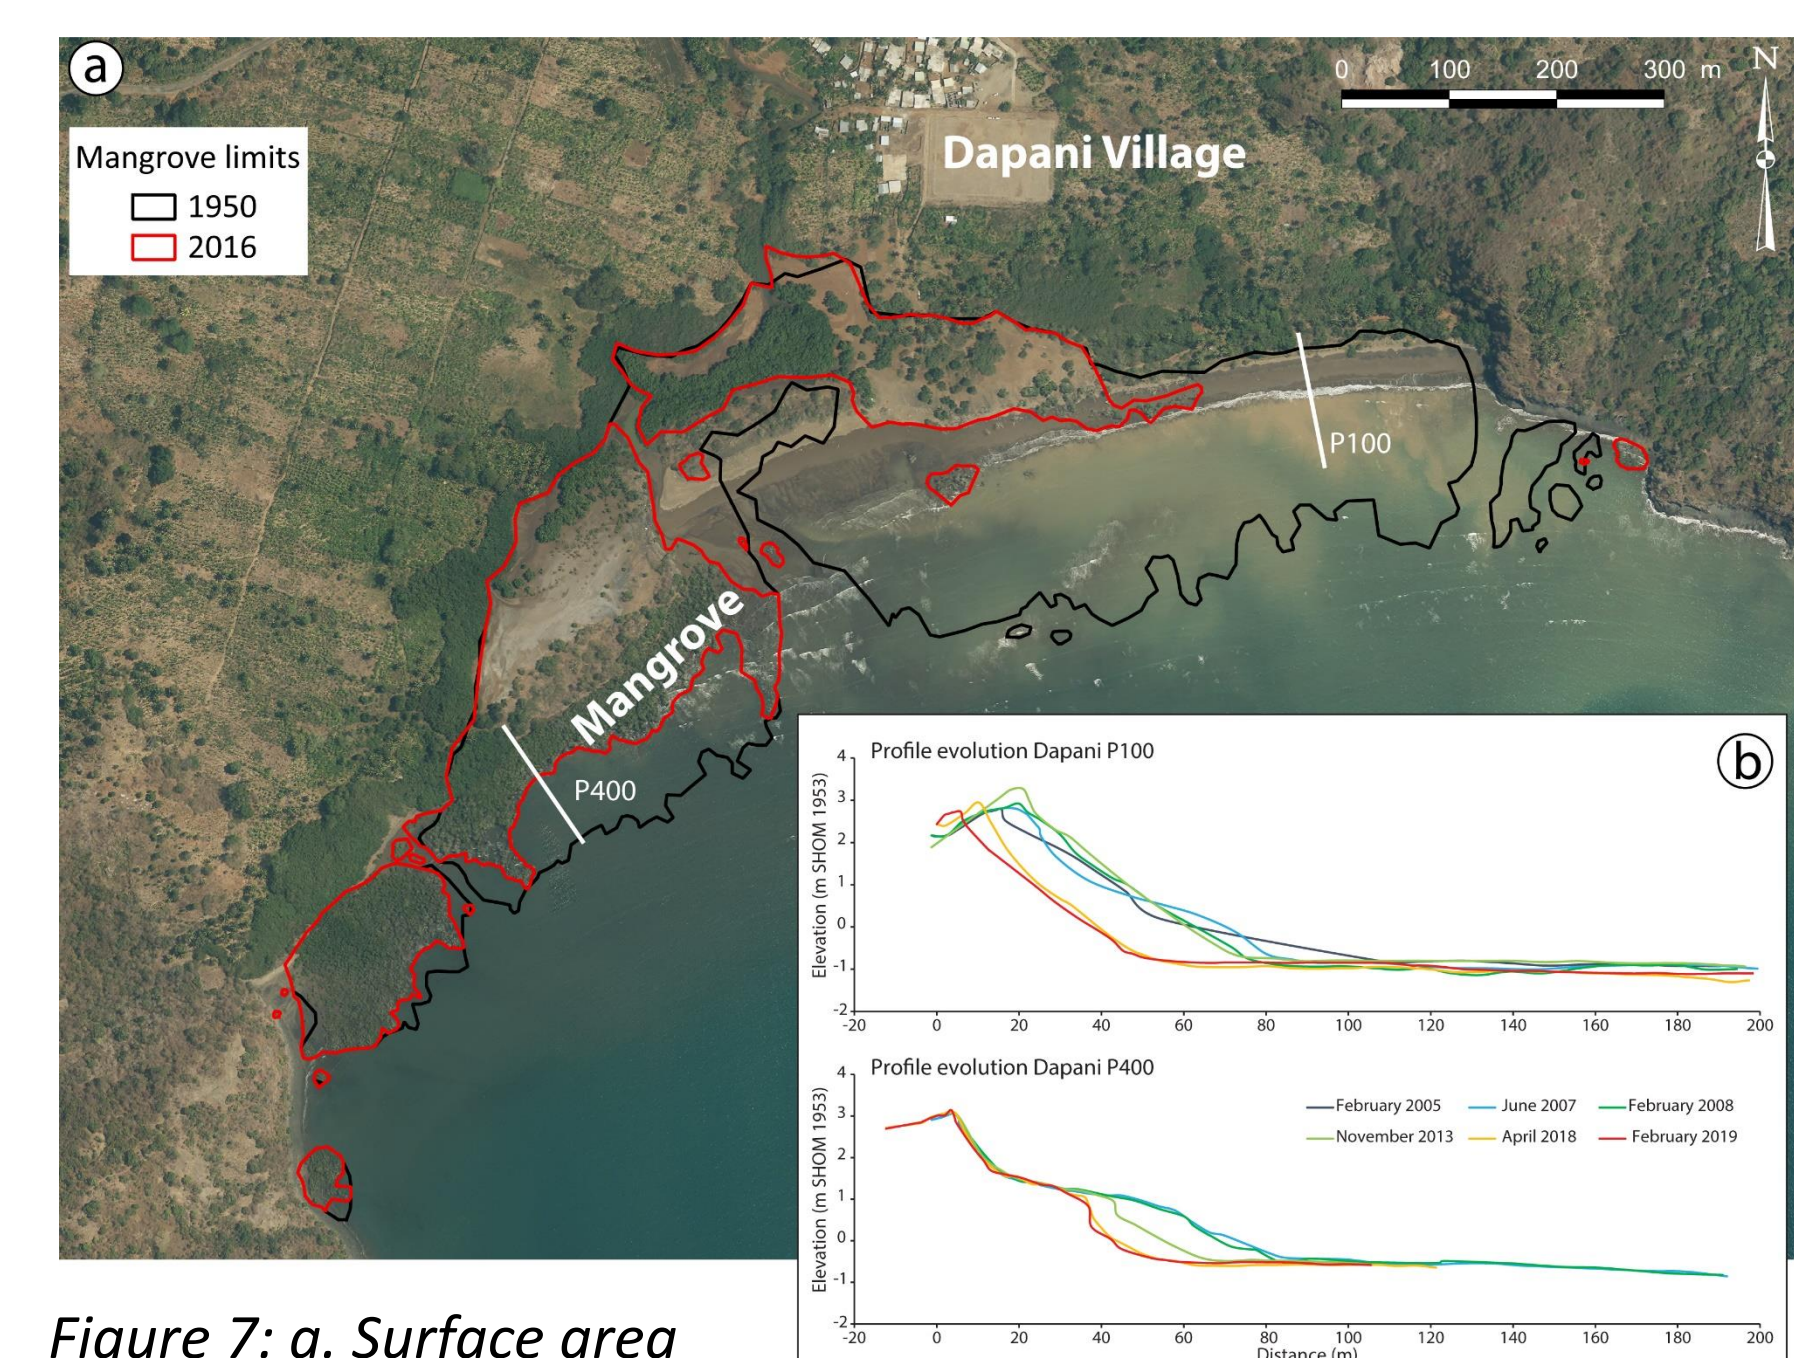 a
0 100 200 300 m
N
Mangrove limits
1950
2016
Dapani Village
P100
Mangrove
P400
b
Profile evolution Dapani P100
Elevation (m SHOM 1953)
4
3
2
1
0
-1
-2
-20 0 20 40 60 80 100 120 140 160 180 200
Profile evolution Dapani P400
Elevation (m SHOM 1953)
4
3
2
1
0
-1
-2
February 2005 June 2007 February 2008
November 2013 April 2018 February 2019
-20 0 20 40 60 80 100 120 140 160 180 200
Distance (m)
Figure 7: a. Surface area